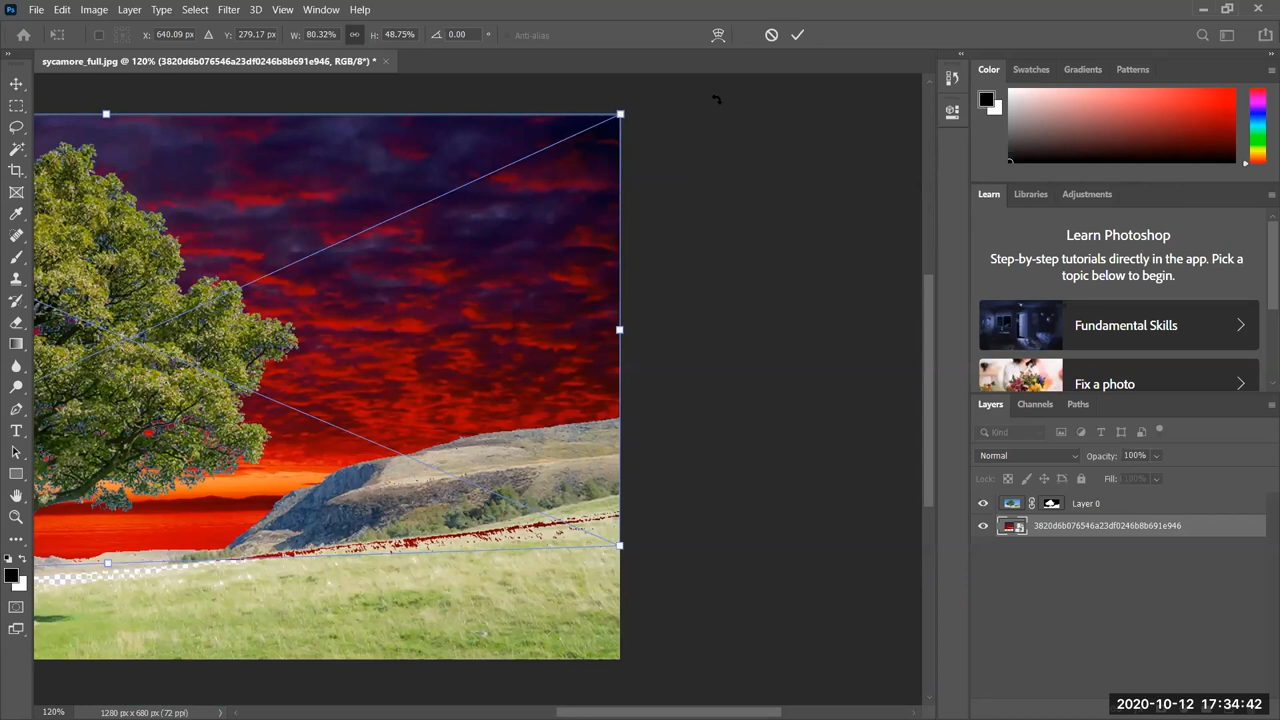 Ps File Edit Image Layer Type Select Filter 3D View Window Help
X: 640.09 px Y: 279.17 px W: 80.32% H: 48.75% 0.00 ° Anti-alias
sycamore_full.jpg @ 120% (3820d6b076546a23df0246b8b691e946, RGB/8*) *
Color Swatches Gradients Patterns
Learn Libraries Adjustments
Learn Photoshop
Step-by-step tutorials directly in the app. Pick a
topic below to begin.
Fundamental Skills
Fix a photo
Layers Channels Paths
Kind
Normal Opacity: 100%
Lock: Fill: 100%
Layer 0
3820d6b076546a23df0246b8b691e946
120% 1280 px x 680 px (72 ppi)
2020-10-12 17:34:42